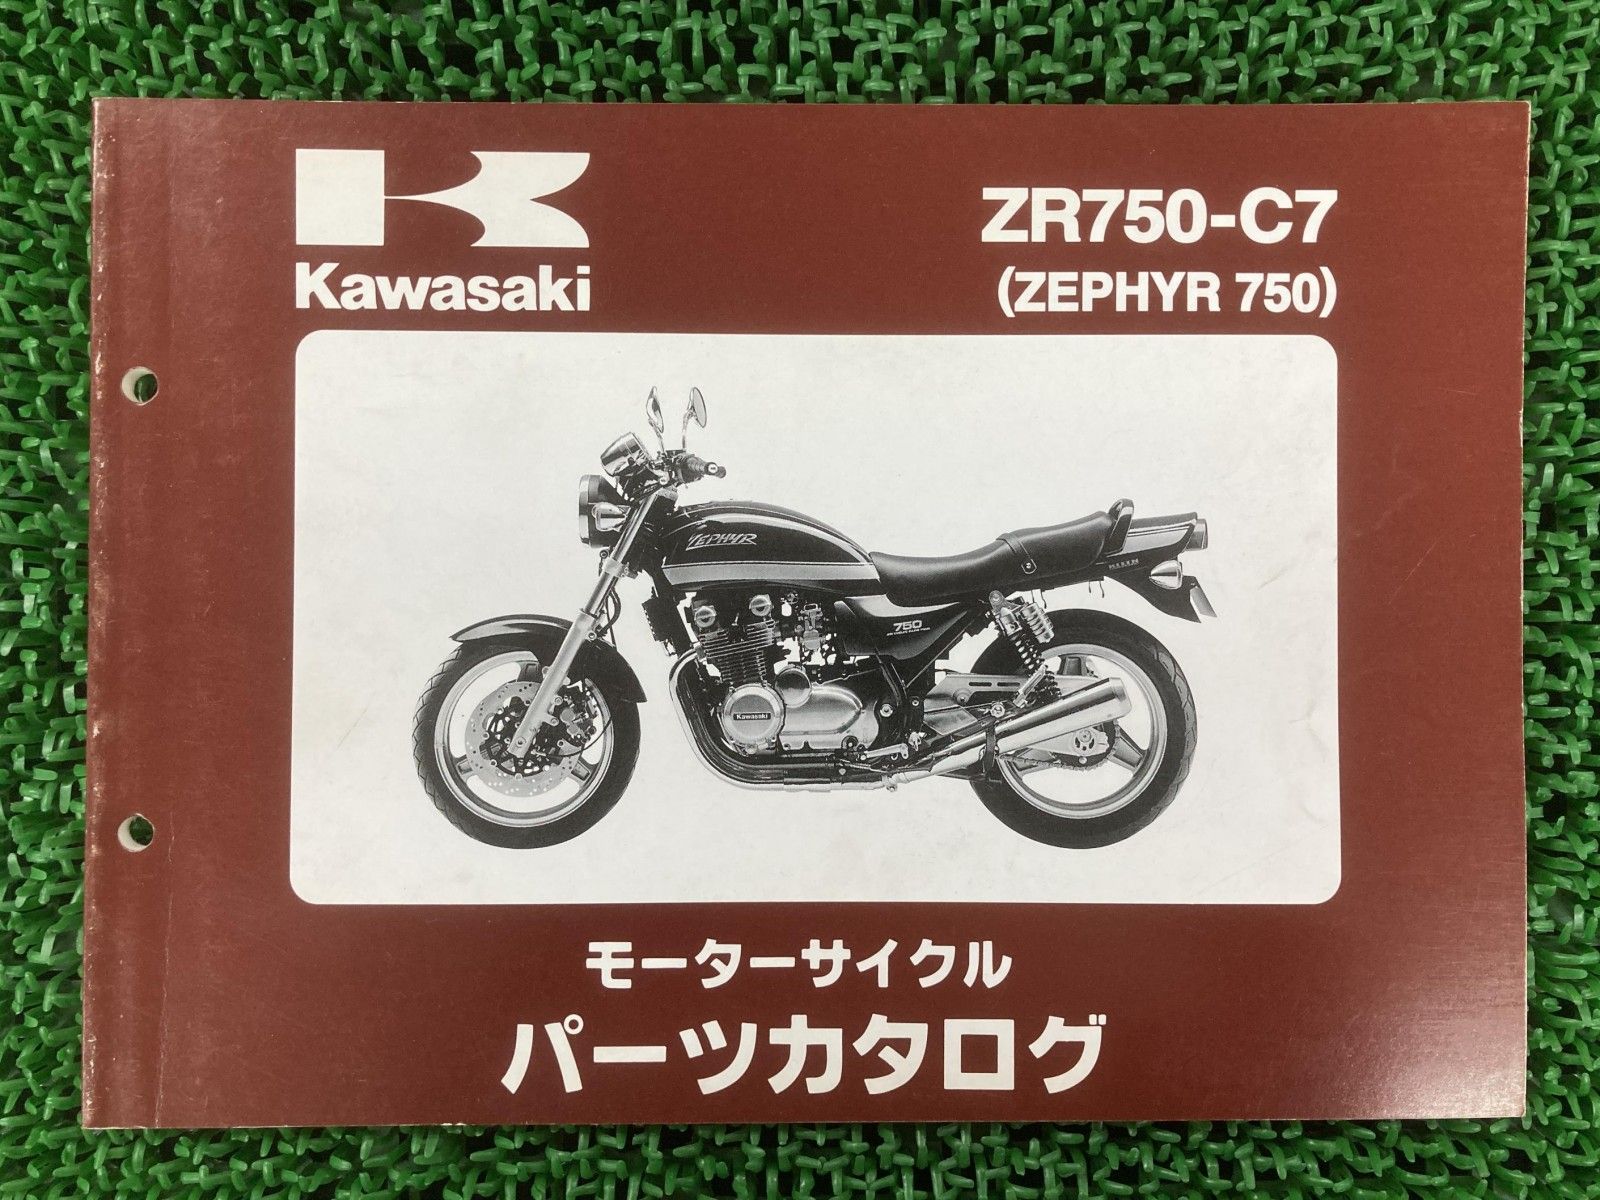 Kawasaki
ZR750-C7
(ZEPHYR 750)
ZEPHYR
750
Kawasaki
モーターサイクル
パーツカタログ